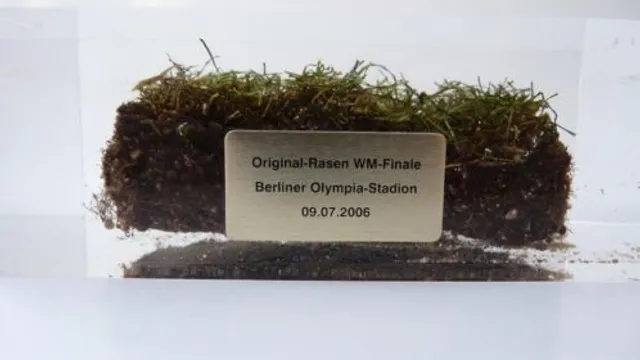 Original-Rasen WM-Finale
Berliner Olympia-Stadion
09.07.2006